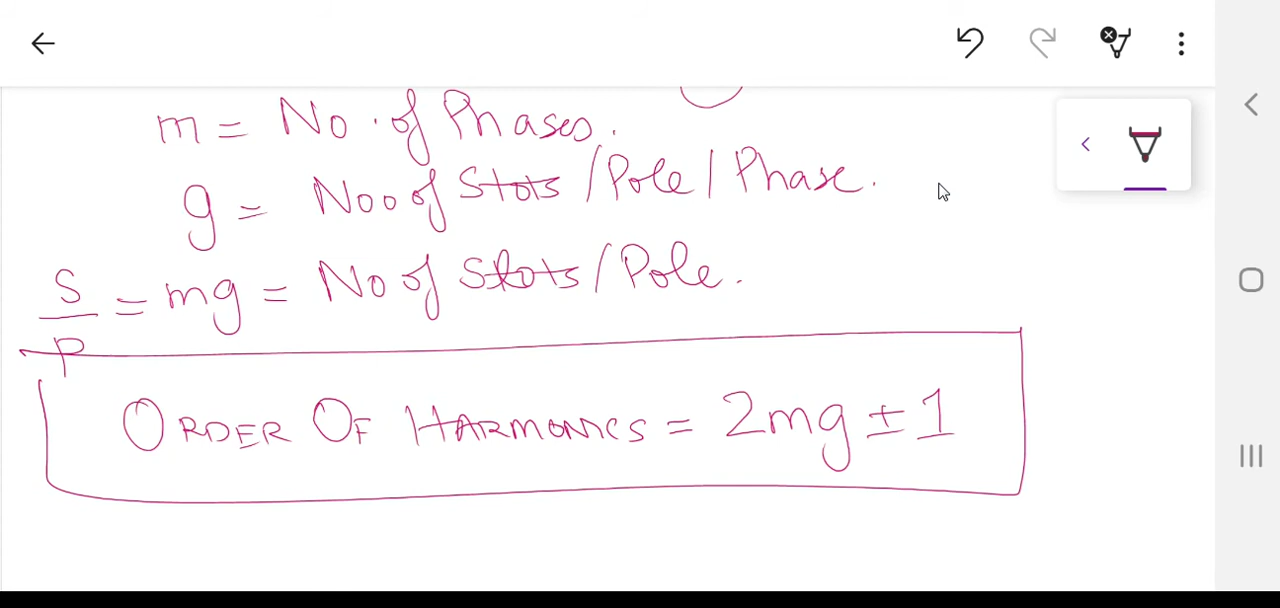 m = No. of Phases.
g = No of Slots / Pole / Phase.
S/P = mg = No of Slots / Pole.
ORDER OF HARMONICS = 2mg ± 1